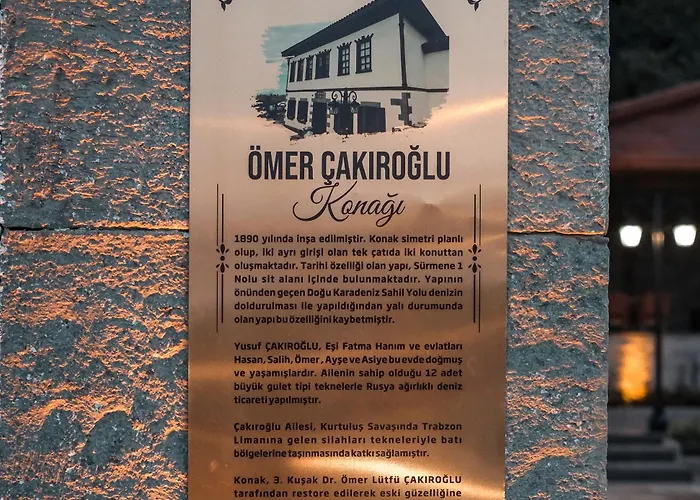 ÖMER ÇAKIROĞLU
Konağı
1890 yılında inşa edilmiştir. Konak simetri planlı
olup, iki ayrı girişi olan tek çatıda iki konuttan
oluşmaktadır. Tarihi özelliği olan yapı, Sürmene 1
Nolu sit alanı içinde bulunmaktadır. Yapının
önünden geçen Doğu Karadeniz Sahil Yolu denizin
doldurulması ile yapıldığından yalı durumunda
olan yapı bu özelliğini kaybetmiştir.
Yusuf ÇAKIROĞLU, Eşi Fatma Hanım ve evlatları
Hasan, Salih, Ömer , Ayşe ve Asiye bu evde doğmuş
ve yaşamışlardır. Ailenin sahip olduğu 12 adet
büyük gulet tipi teknelerle Rusya ağırlıklı deniz
ticareti yapılmıştır.
Çakıroğlu Ailesi, Kurtuluş Savaşında Trabzon
Limanına gelen silahları tekneleriyle batı
bölgelerine taşınmasında katkı sağlamıştır.
Konak, 3. Kuşak Dr. Ömer Lütfü ÇAKIROĞLU
tarafından restore edilerek eski güzelliğine